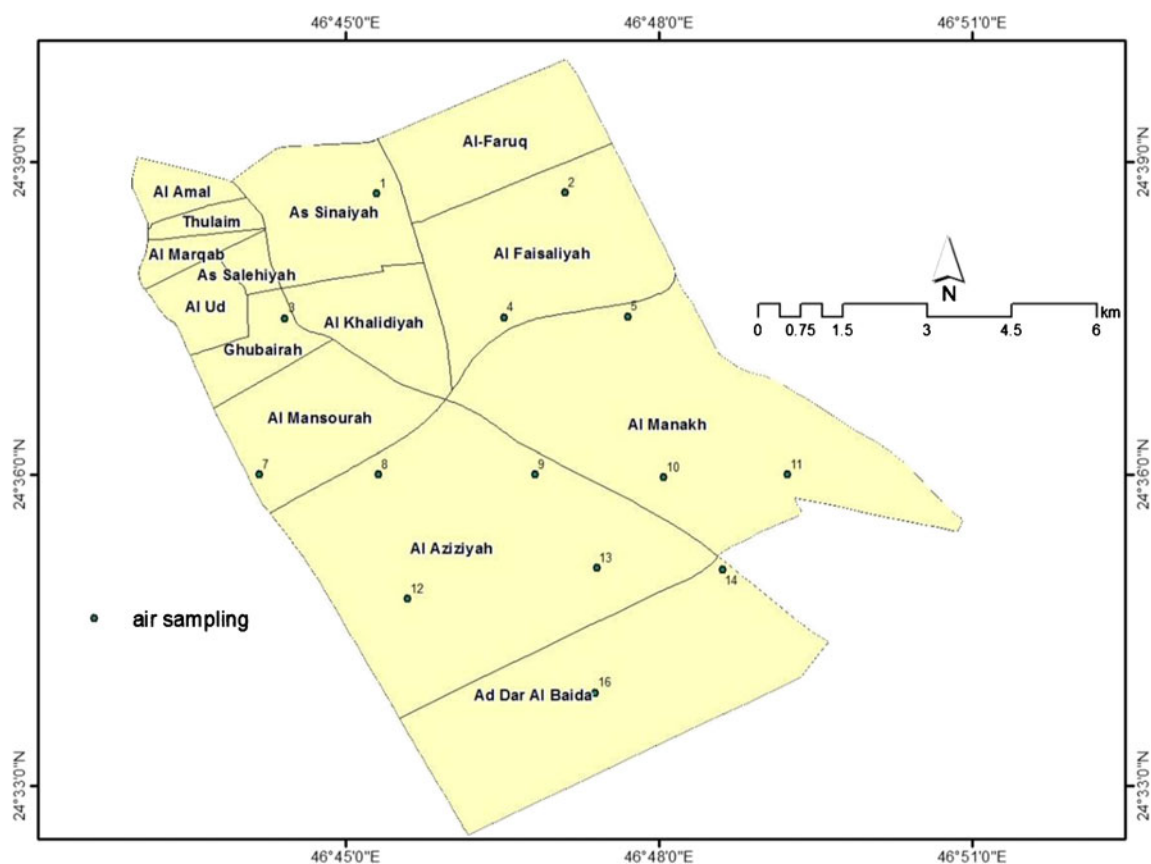 46°45'0"E 46°48'0"E 46°51'0"E
24°39'0"N 24°39'0"N
Al-Faruq
Al Amal
1
2
As Sinaiyah
Thulaim
Al Marqab
Al Faisaliyah
As Salehiyah
N
Al Ud
3
Al Khalidiyah
4
5
km
0 0.75 1.5 3 4.5 6
Ghubairah
Al Mansourah
Al Manakh
24°36'0"N 24°36'0"N
7
8
9
10
11
Al Aziziyah
13
14
12
air sampling
16
Ad Dar Al Baida
24°33'0"N 24°33'0"N
46°45'0"E 46°48'0"E 46°51'0"E